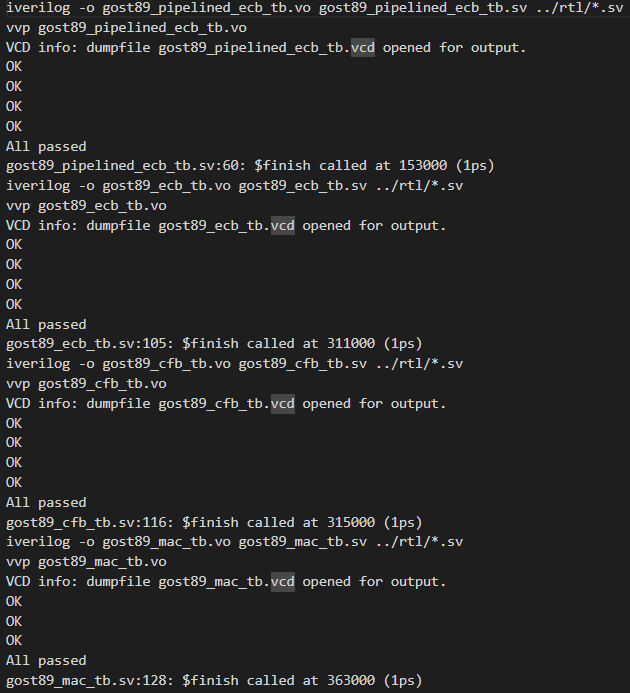 iverilog -o gost89_pipelined_ecb_tb.vo gost89_pipelined_ecb_tb.sv ../rtl/*.sv
vvp gost89_pipelined_ecb_tb.vo
VCD info: dumpfile gost89_pipelined_ecb_tb.vcd opened for output.
OK
OK
OK
OK
All passed
gost89_pipelined_ecb_tb.sv:60: $finish called at 153000 (1ps)
iverilog -o gost89_ecb_tb.vo gost89_ecb_tb.sv ../rtl/*.sv
vvp gost89_ecb_tb.vo
VCD info: dumpfile gost89_ecb_tb.vcd opened for output.
OK
OK
OK
OK
All passed
gost89_ecb_tb.sv:105: $finish called at 311000 (1ps)
iverilog -o gost89_cfb_tb.vo gost89_cfb_tb.sv ../rtl/*.sv
vvp gost89_cfb_tb.vo
VCD info: dumpfile gost89_cfb_tb.vcd opened for output.
OK
OK
OK
OK
All passed
gost89_cfb_tb.sv:116: $finish called at 315000 (1ps)
iverilog -o gost89_mac_tb.vo gost89_mac_tb.sv ../rtl/*.sv
vvp gost89_mac_tb.vo
VCD info: dumpfile gost89_mac_tb.vcd opened for output.
OK
OK
OK
All passed
gost89_mac_tb.sv:128: $finish called at 363000 (1ps)